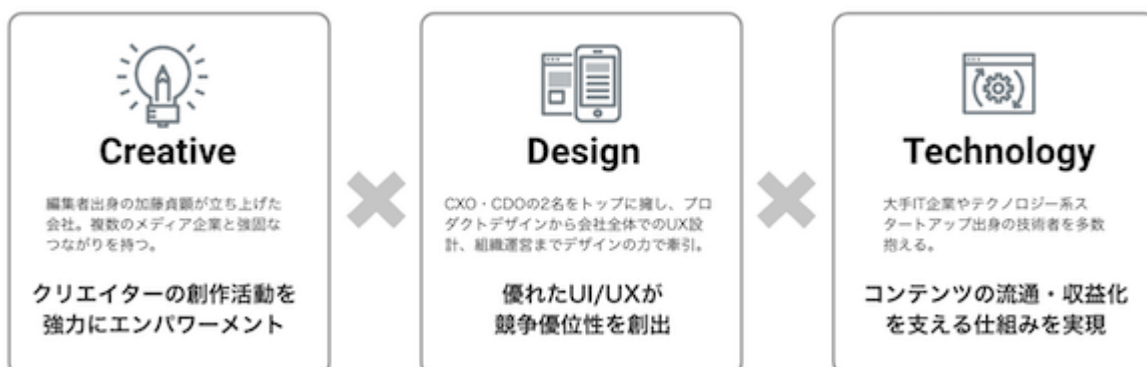 Creative
編集者出身の加藤貞顕が立ち上げた
会社。複数のメディア企業と強固な
つながりを持つ。
クリエイターの創作活動を
強力にエンパワーメント
Design
CXO・CDOの2名をトップに擁し、プロ
ダクトデザインから会社全体でのUX設
計、組織運営までデザインの力で牽引。
優れたUI/UXが
競争優位性を創出
Technology
大手IT企業やテクノロジー系ス
タートアップ出身の技術者を多数
抱える。
コンテンツの流通・収益化
を支える仕組みを実現